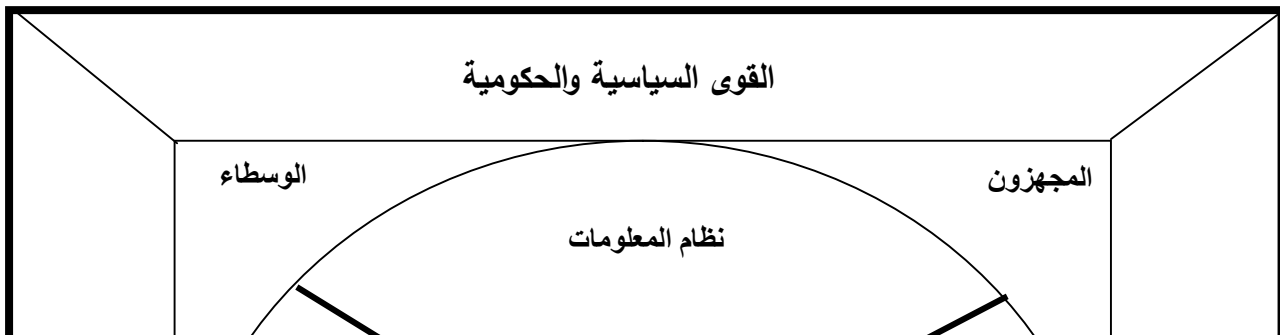 القوى السياسية والحكومية
المجهزون
الوسطاء
نظام المعلومات